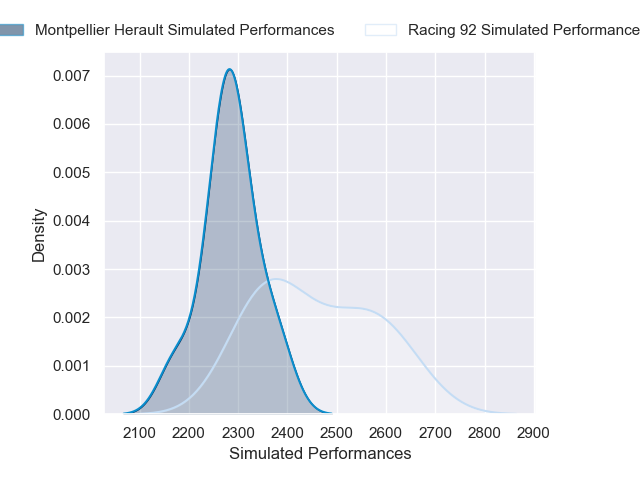 Montpellier Herault Simulated Performances
Racing 92 Simulated Performance
0.007
0.006
0.005
0.004
0.003
0.002
0.001
0.000
Density
2100 2200 2300 2400 2500 2600 2700 2800 2900
Simulated Performances